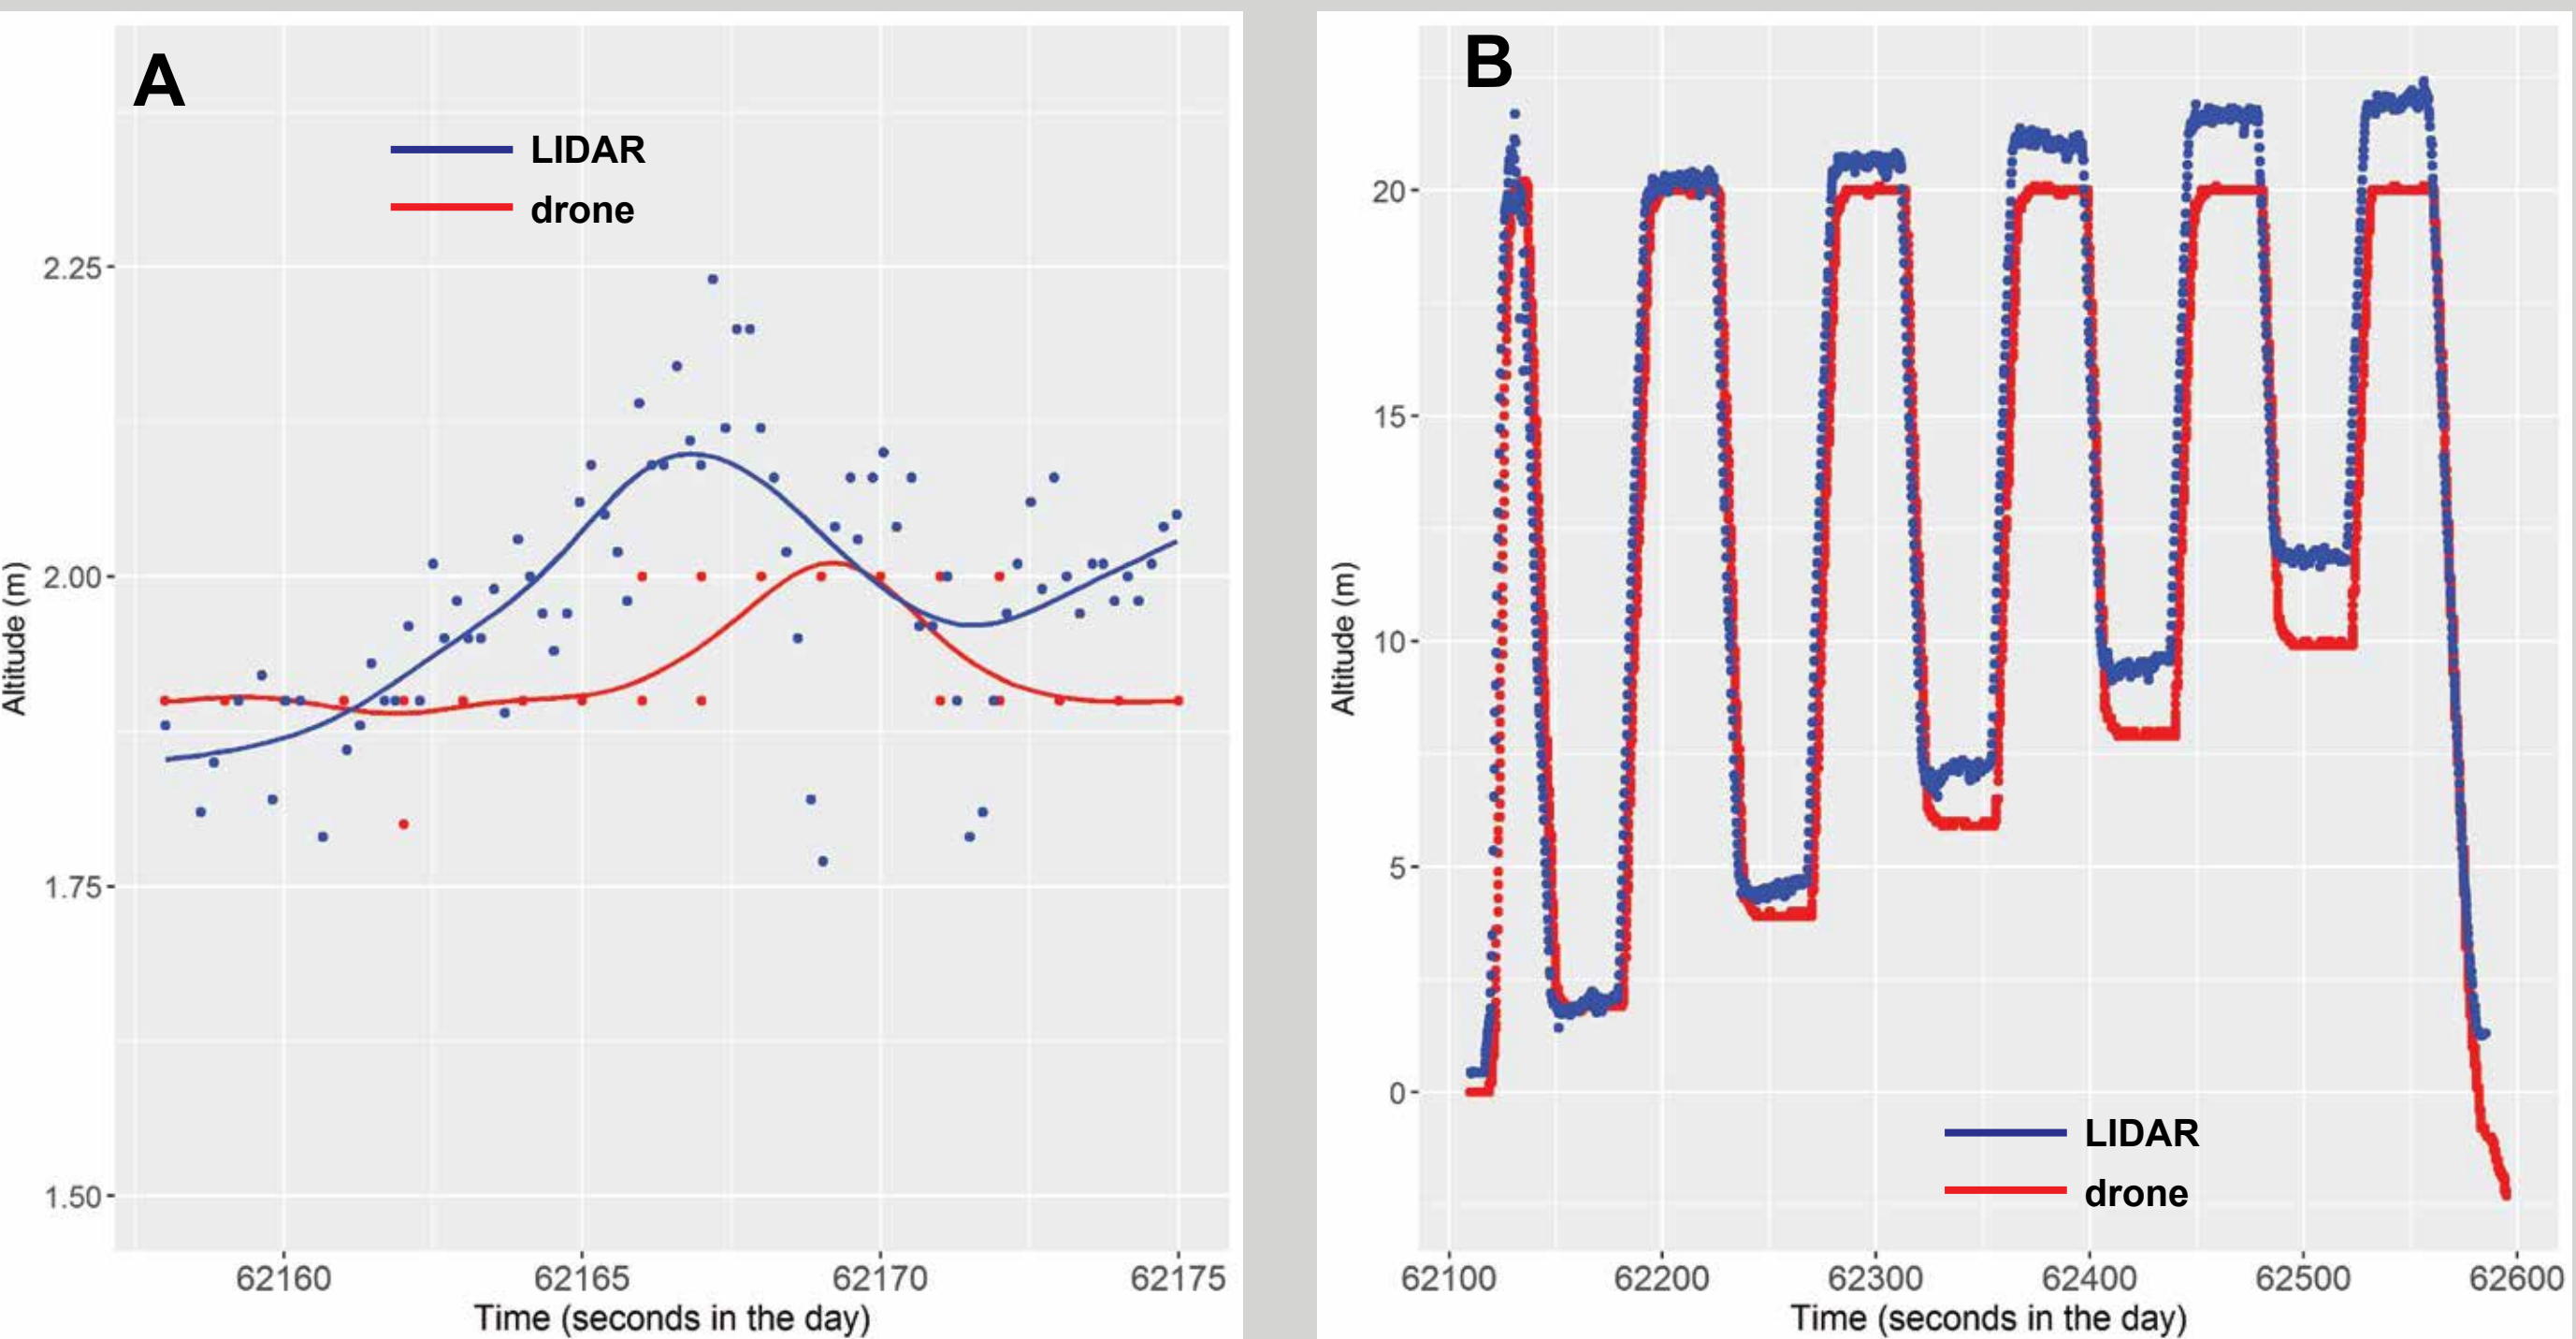 A
LIDAR
drone
Altitude (m)
2.25
2.00
1.75
1.50
62160 62165 62170 62175
Time (seconds in the day)
B
Altitude (m)
20
15
10
5
0
LIDAR
drone
62100 62200 62300 62400 62500 62600
Time (seconds in the day)